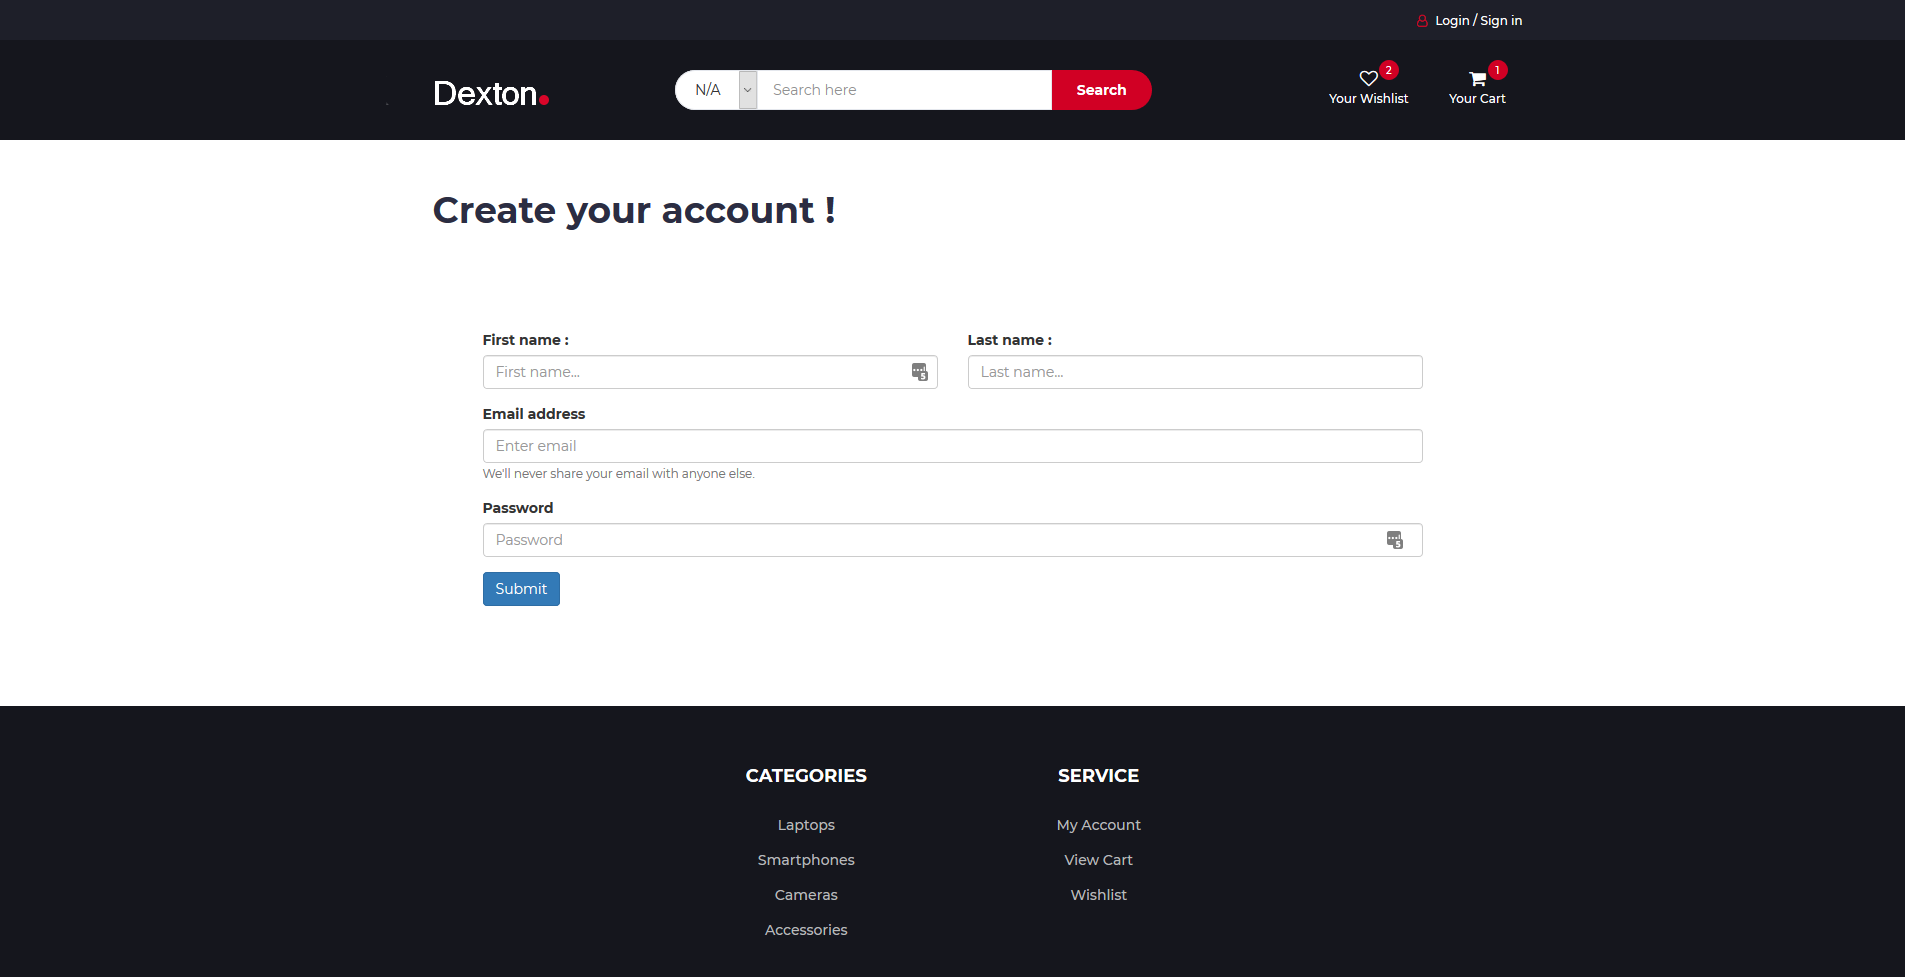 Login / Sign in
Dexton.
N/A
Search here
Search
2
Your Wishlist
1
Your Cart
Create your account !
First name :
Last name :
First name...
Last name...
Email address
Enter email
We'll never share your email with anyone else.
Password
Password
Submit
CATEGORIES
SERVICE
Laptops
My Account
Smartphones
View Cart
Cameras
Wishlist
Accessories